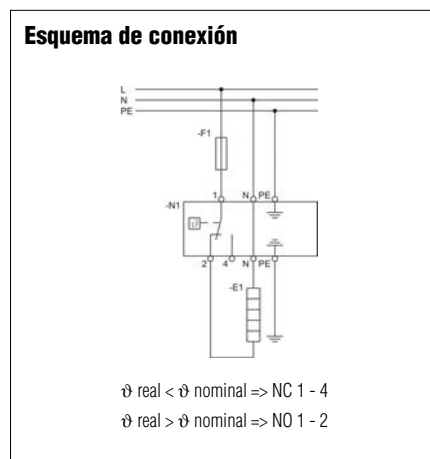 Esquema de conexión
L
N
PE
-F1
1 N PE
-N1
ϑ
2 4 N PE
-E1
ϑ real < ϑ nominal => NC 1 - 4
ϑ real > ϑ nominal => NO 1 - 2